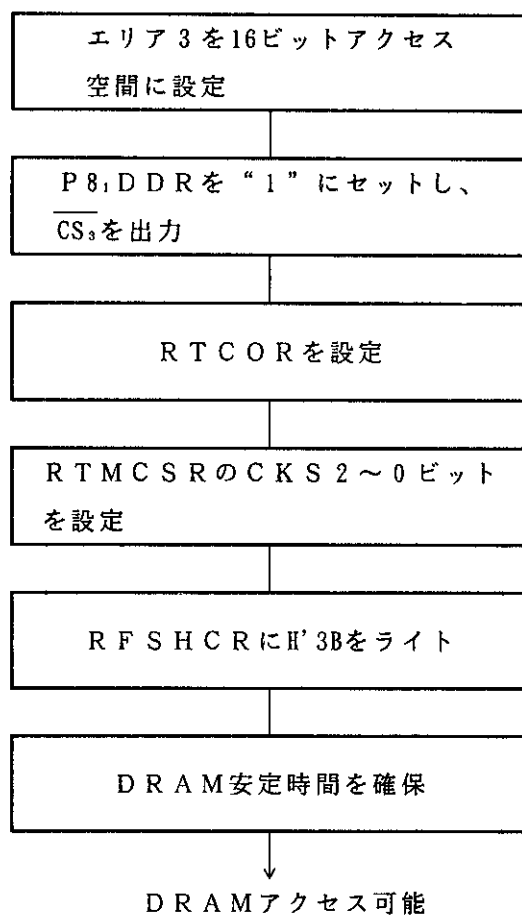 エリア3を16ビットアクセス
空間に設定
P8₁DDRを“1”にセットし、
C̅S̅₃̅を出力
RTCORを設定
RTMCSRのCKS2~0ビット
を設定
RFSHCRにH'3Bをライト
DRAM安定時間を確保
DRAMアクセス可能